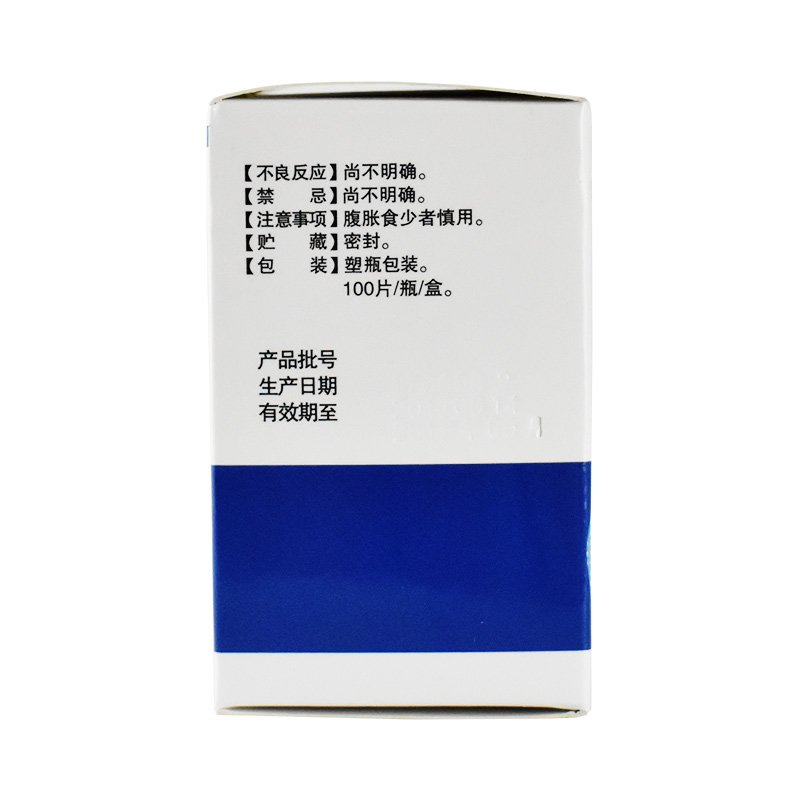 【不良反应】尚不明确。
【禁　　忌】尚不明确。
【注意事项】腹胀食少者慎用。
【贮　　藏】密封。
【包　　装】塑瓶包装。
100片/瓶/盒。
产品批号
生产日期
有效期至